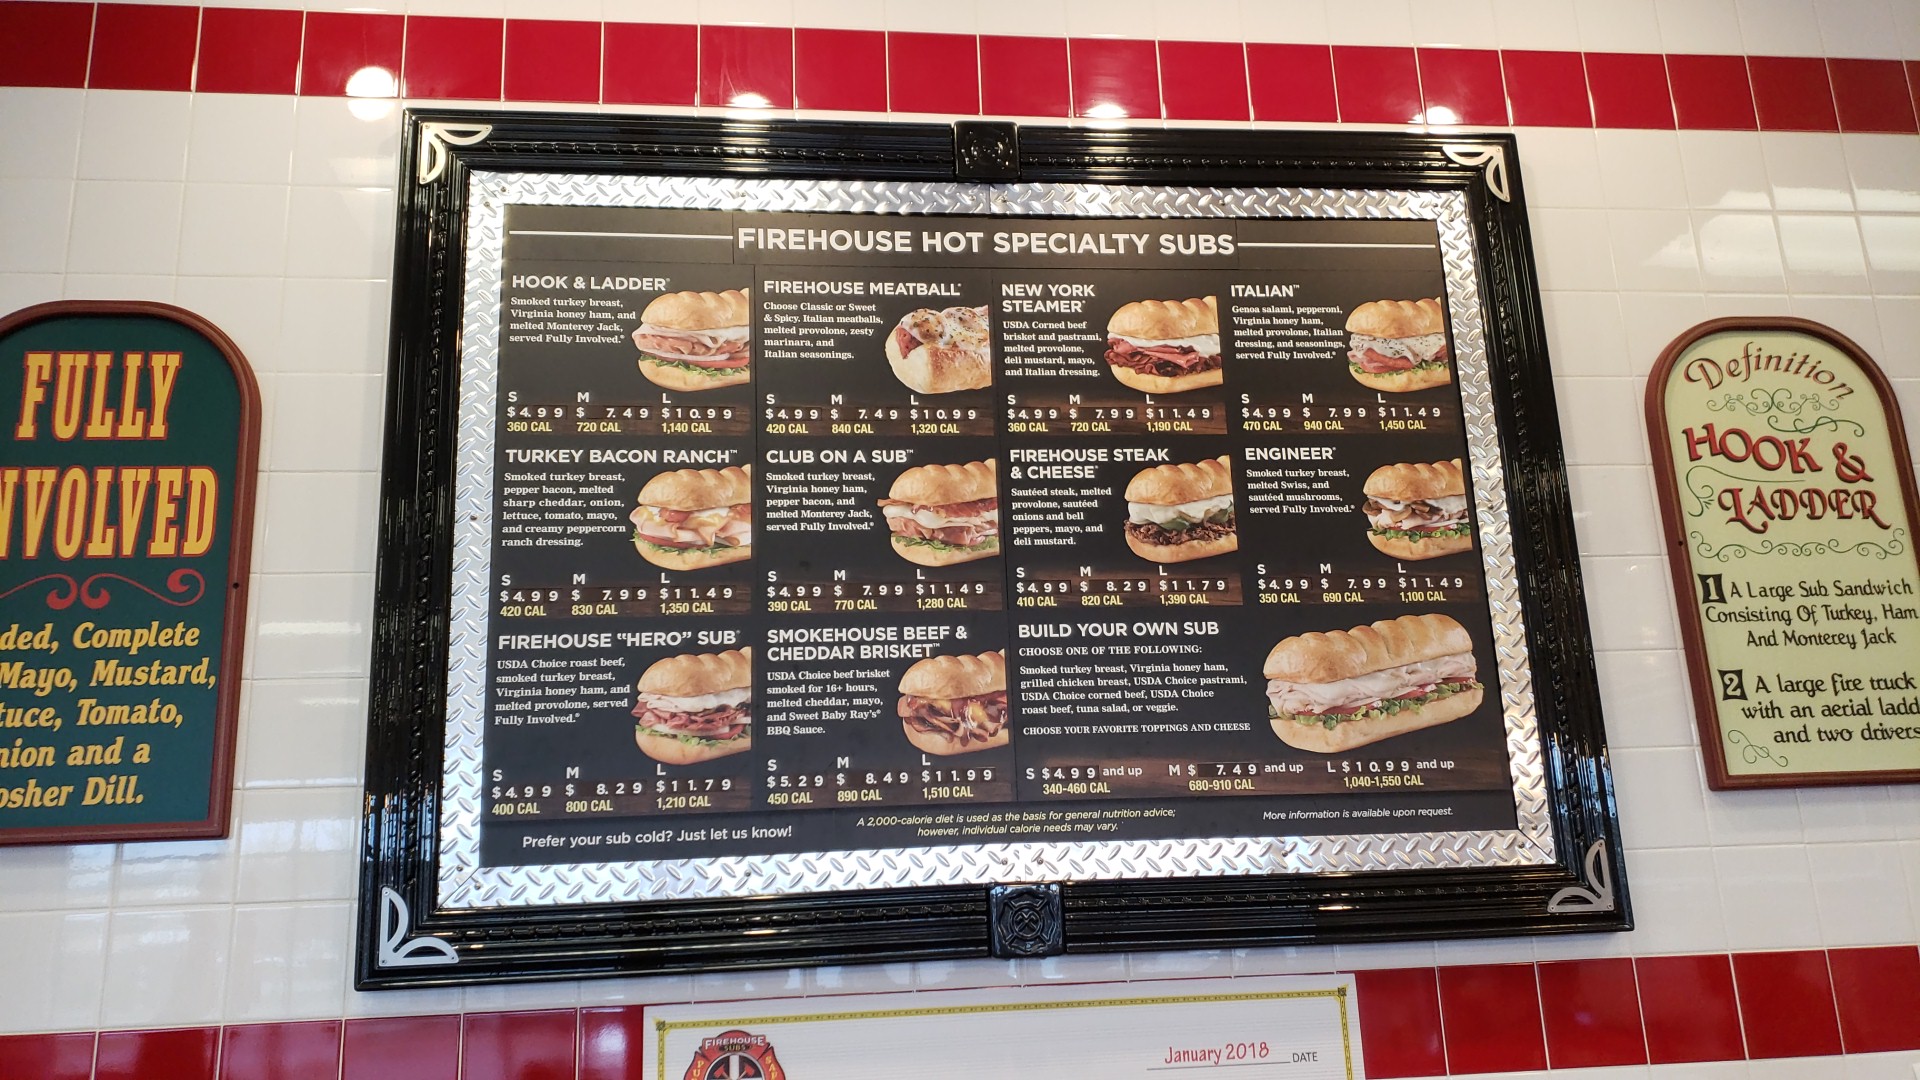 FULLY
NVOLVED
ded, Complete
Mayo, Mustard,
tuce, Tomato,
nion and a
osher Dill.
FIREHOUSE HOT SPECIALTY SUBS
HOOK & LADDER®
Smoked turkey breast,
Virginia honey ham, and
melted Monterey Jack,
served Fully Involved.®
S M L
$4.99 $ 7.49 $10.99
360 CAL 720 CAL 1,140 CAL
FIREHOUSE MEATBALL®
Choose Classic or Sweet
& Spicy. Italian meatballs,
melted provolone, zesty
marinara, and
Italian seasonings.
S M L
$4.99 $ 7.49 $10.99
420 CAL 840 CAL 1,320 CAL
NEW YORK
STEAMER®
USDA Corned beef
brisket and pastrami,
melted provolone,
deli mustard, mayo,
and Italian dressing.
S M L
$4.99 $ 7.99 $11.49
360 CAL 720 CAL 1,190 CAL
ITALIAN™
Genoa salami, pepperoni,
Virginia honey ham,
melted provolone, Italian
dressing, and seasonings,
served Fully Involved.®
S M L
$4.99 $ 7.99 $11.49
470 CAL 940 CAL 1,450 CAL
TURKEY BACON RANCH™
Smoked turkey breast,
pepper bacon, melted
sharp cheddar, onion,
lettuce, tomato, mayo,
and creamy peppercorn
ranch dressing.
S M L
$4.99 $ 7.99 $11.49
420 CAL 830 CAL 1,350 CAL
CLUB ON A SUB™
Smoked turkey breast,
Virginia honey ham,
pepper bacon, and
melted Monterey Jack,
served Fully Involved.®
S M L
$4.99 $ 7.99 $11.49
390 CAL 770 CAL 1,280 CAL
FIREHOUSE STEAK
& CHEESE®
Sautéed steak, melted
provolone, sautéed
onions and bell
peppers, mayo, and
deli mustard.
S M L
$4.99 $ 8.29 $11.79
410 CAL 820 CAL 1,390 CAL
ENGINEER®
Smoked turkey breast,
melted Swiss, and
sautéed mushrooms,
served Fully Involved.®
S M L
$4.99 $ 7.99 $11.49
350 CAL 690 CAL 1,100 CAL
FIREHOUSE “HERO” SUB®
USDA Choice roast beef,
smoked turkey breast,
Virginia honey ham, and
melted provolone, served
Fully Involved.®
S M L
$4.99 $ 8.29 $11.79
400 CAL 800 CAL 1,210 CAL
SMOKEHOUSE BEEF &
CHEDDAR BRISKET™
USDA Choice beef brisket
smoked for 16+ hours,
melted cheddar, mayo,
and Sweet Baby Ray's®
BBQ Sauce.
S M L
$5.29 $ 8.49 $11.99
450 CAL 890 CAL 1,510 CAL
BUILD YOUR OWN SUB
CHOOSE ONE OF THE FOLLOWING:
Smoked turkey breast, Virginia honey ham,
grilled chicken breast, USDA Choice pastrami,
USDA Choice corned beef, USDA Choice
roast beef, tuna salad, or veggie.
CHOOSE YOUR FAVORITE TOPPINGS AND CHEESE
S $4.99 and up M $ 7.49 and up L $10.99 and up
340-460 CAL 680-910 CAL 1,040-1,550 CAL
Prefer your sub cold? Just let us know!
A 2,000-calorie diet is used as the basis for general nutrition advice;
however, individual calorie needs may vary.
More information is available upon request.
Definition
HOOK &
LADDER
1 A Large Sub Sandwich
Consisting Of Turkey, Ham
And Monterey Jack
2 A large fire truck
with an aerial ladd
and two drivers
FIREHOUSE
SUBS
January 2018 DATE